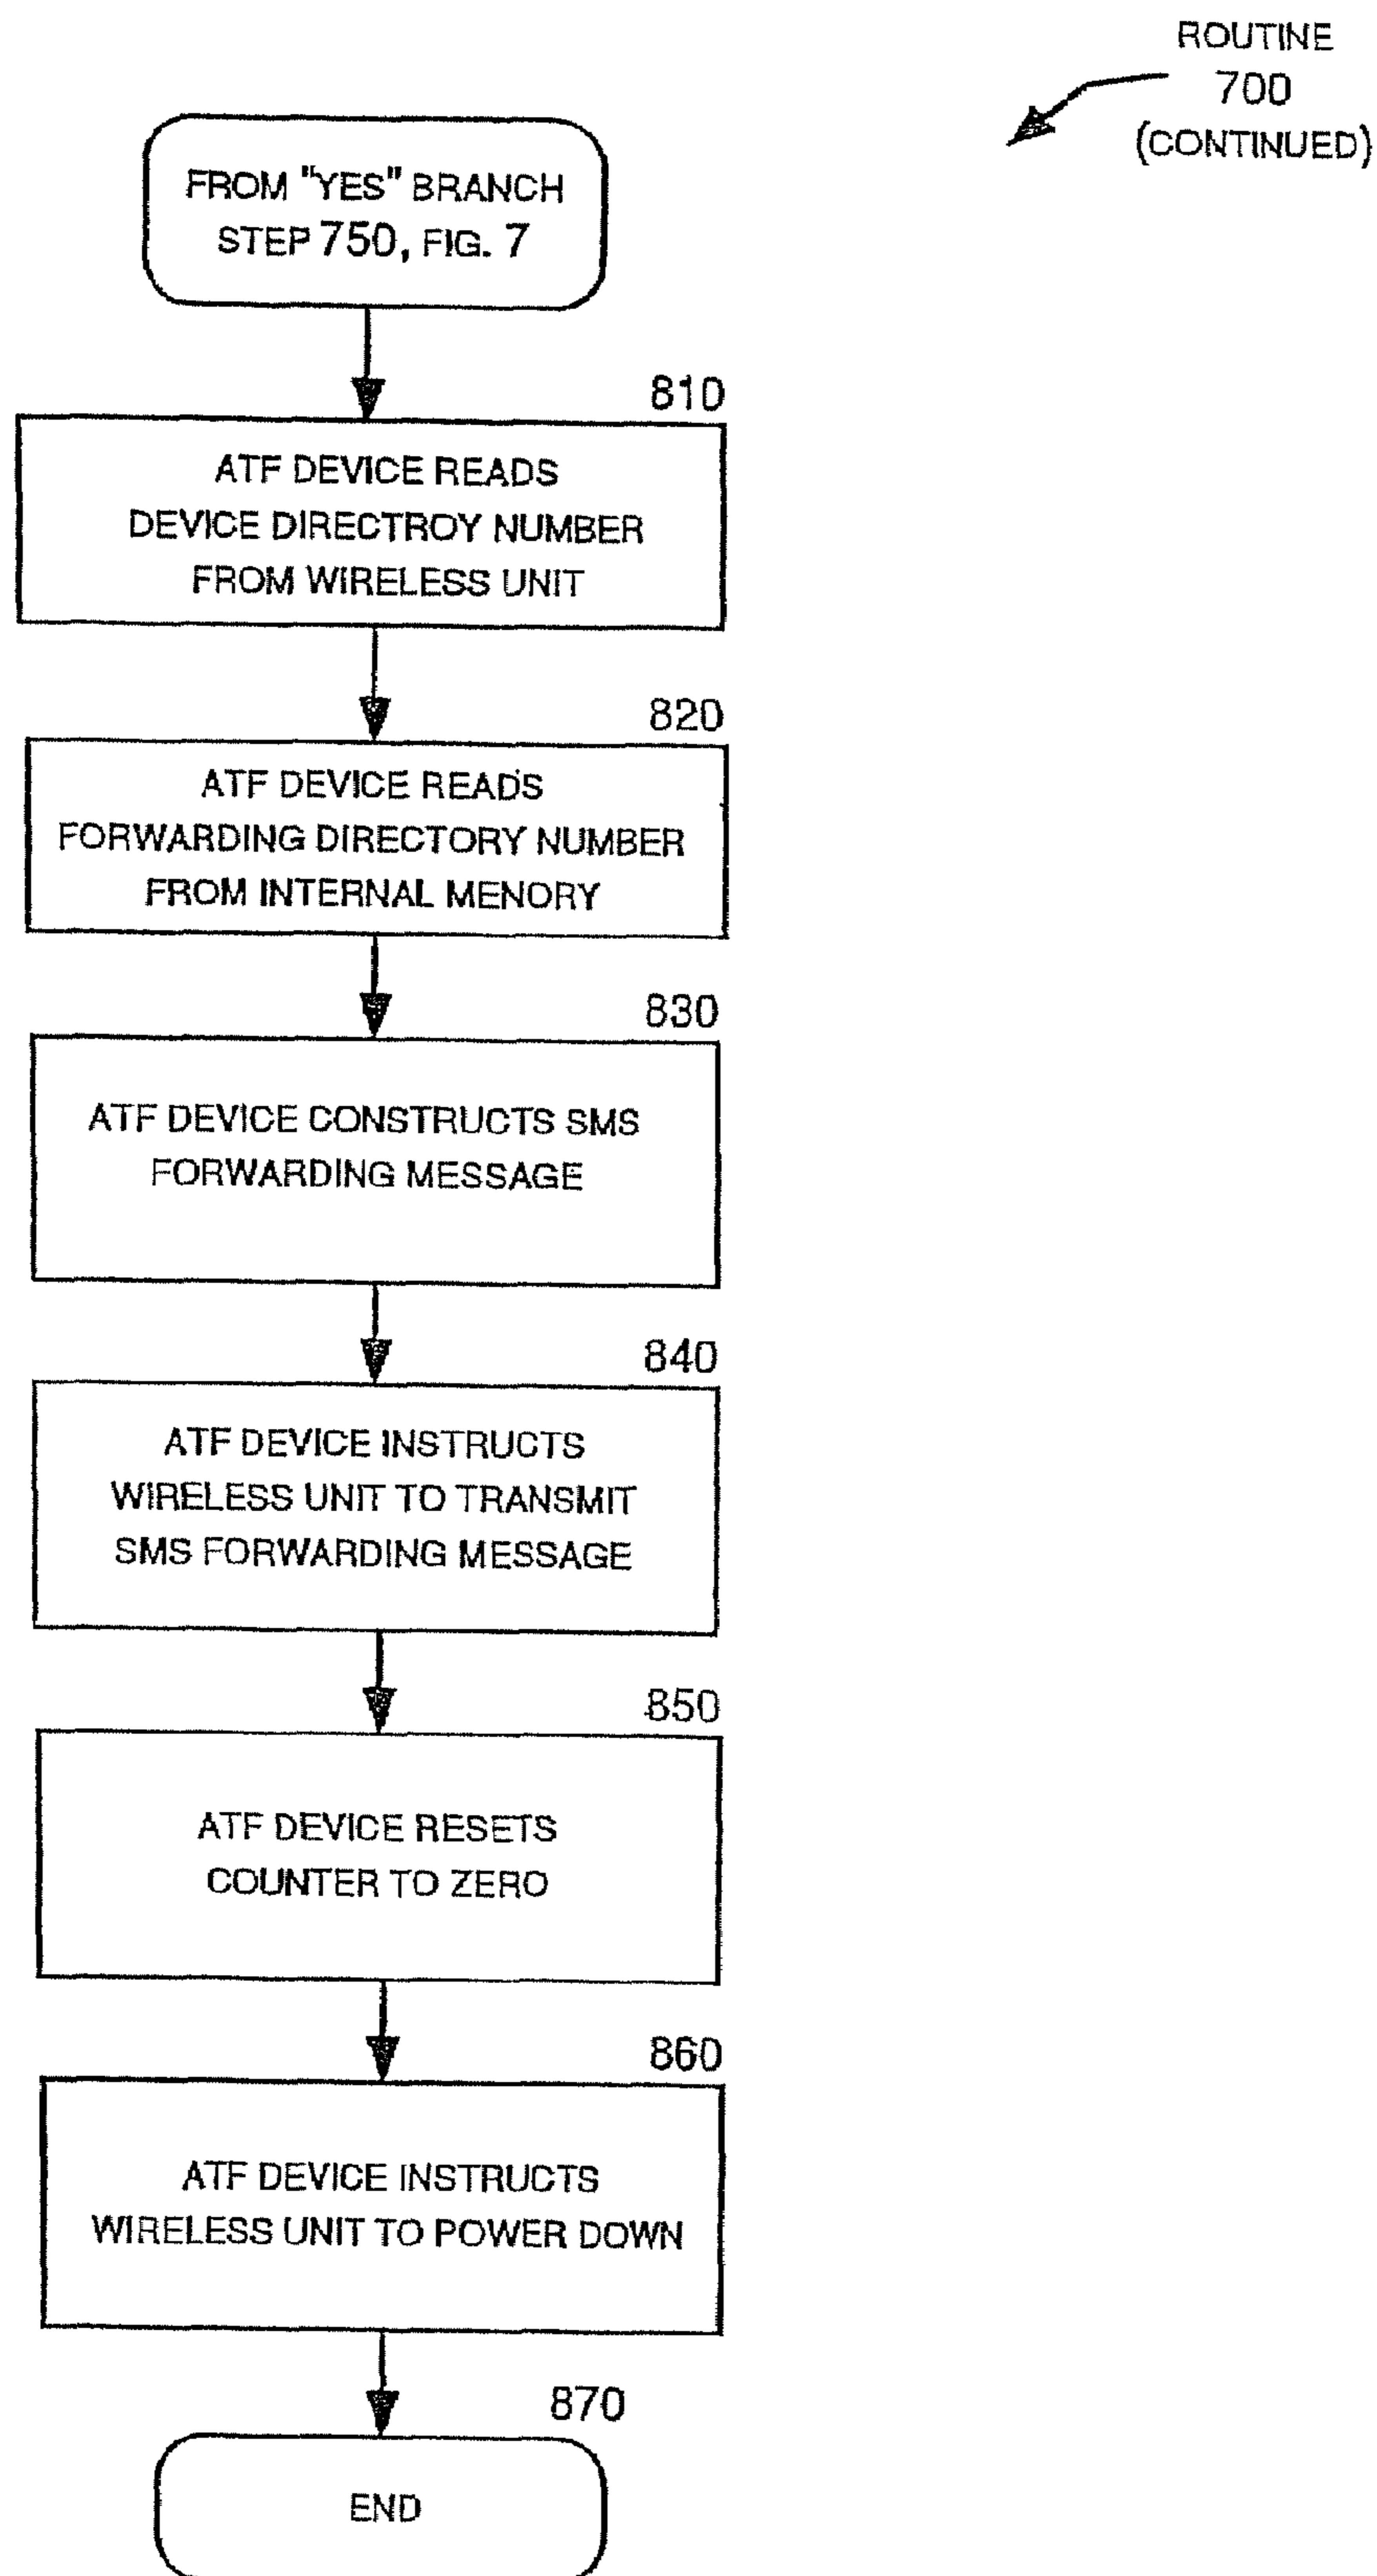 ROUTINE
700
(CONTINUED)
FROM "YES" BRANCH
STEP 750, FIG. 7
810
ATF DEVICE READS
DEVICE DIRECTROY NUMBER
FROM WIRELESS UNIT
820
ATF DEVICE READS
FORWARDING DIRECTORY NUMBER
FROM INTERNAL MENORY
830
ATF DEVICE CONSTRUCTS SMS
FORWARDING MESSAGE
840
ATF DEVICE INSTRUCTS
WIRELESS UNIT TO TRANSMIT
SMS FORWARDING MESSAGE
850
ATF DEVICE RESETS
COUNTER TO ZERO
860
ATF DEVICE INSTRUCTS
WIRELESS UNIT TO POWER DOWN
870
END